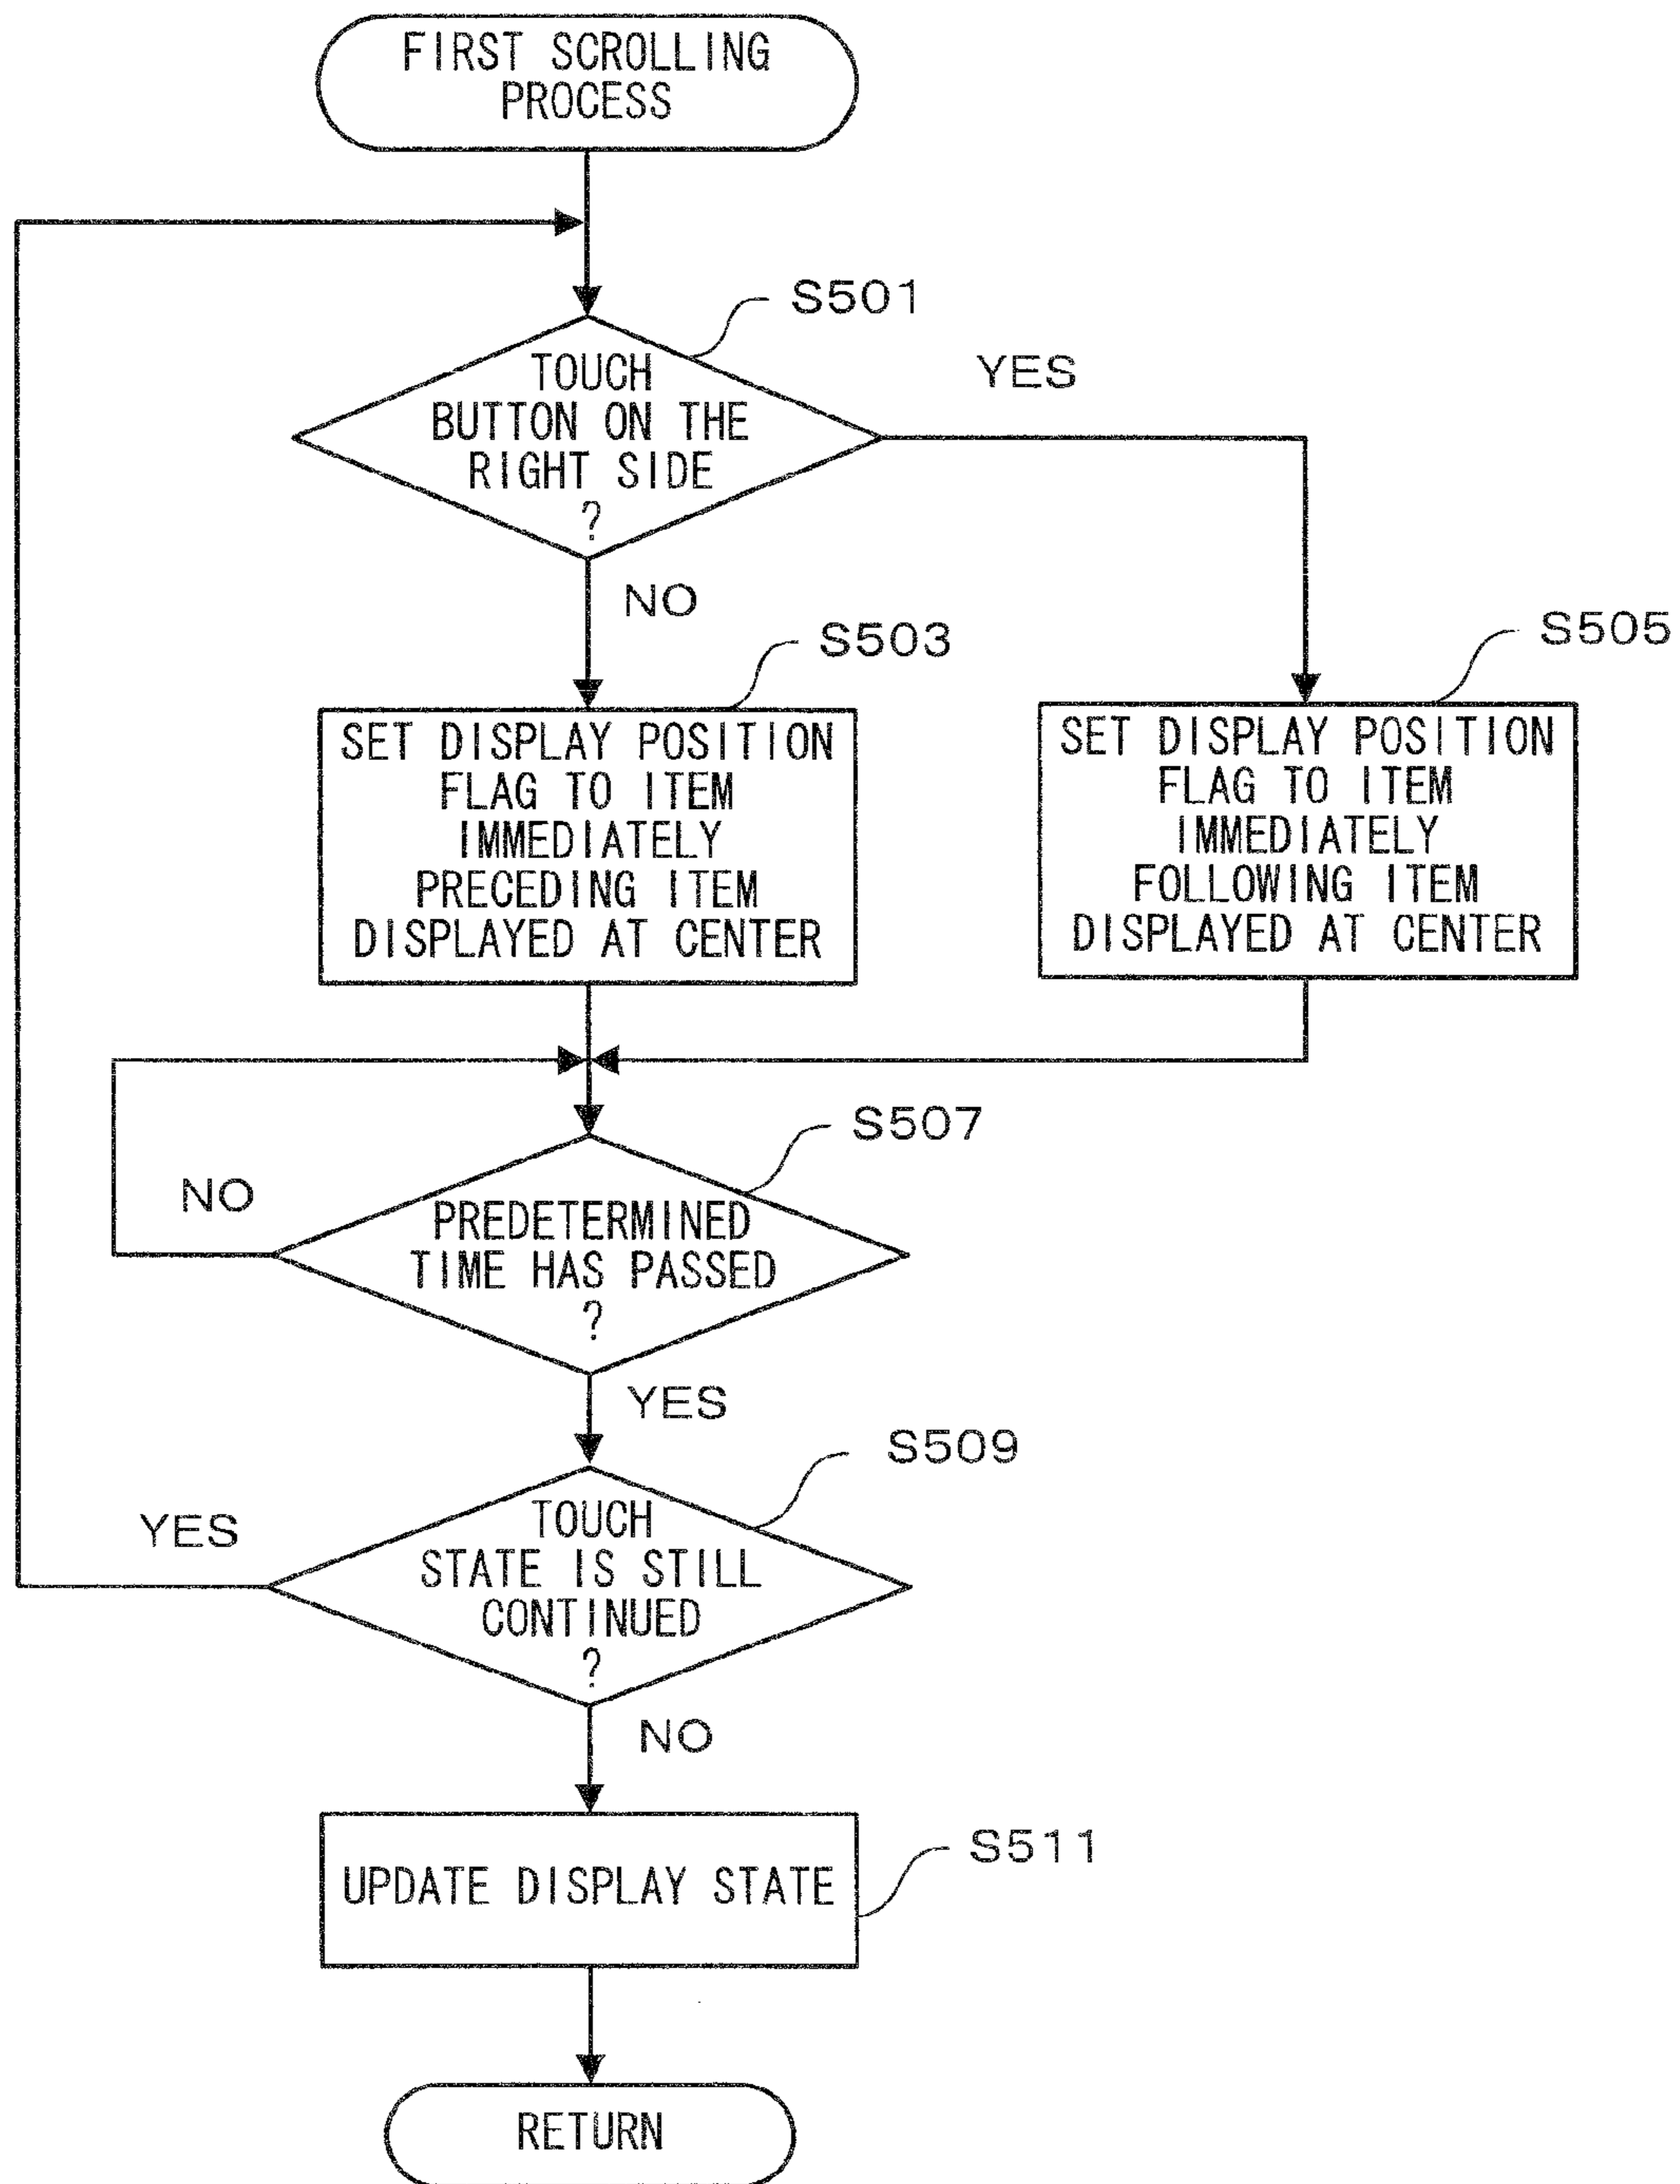 FIRST SCROLLING
PROCESS
S501
TOUCH
BUTTON ON THE
RIGHT SIDE
?
YES
NO
S503
SET DISPLAY POSITION
FLAG TO ITEM
IMMEDIATELY
PRECEDING ITEM
DISPLAYED AT CENTER
S505
SET DISPLAY POSITION
FLAG TO ITEM
IMMEDIATELY
FOLLOWING ITEM
DISPLAYED AT CENTER
S507
NO
PREDETERMINED
TIME HAS PASSED
?
YES
S509
YES
TOUCH
STATE IS STILL
CONTINUED
?
NO
S511
UPDATE DISPLAY STATE
RETURN